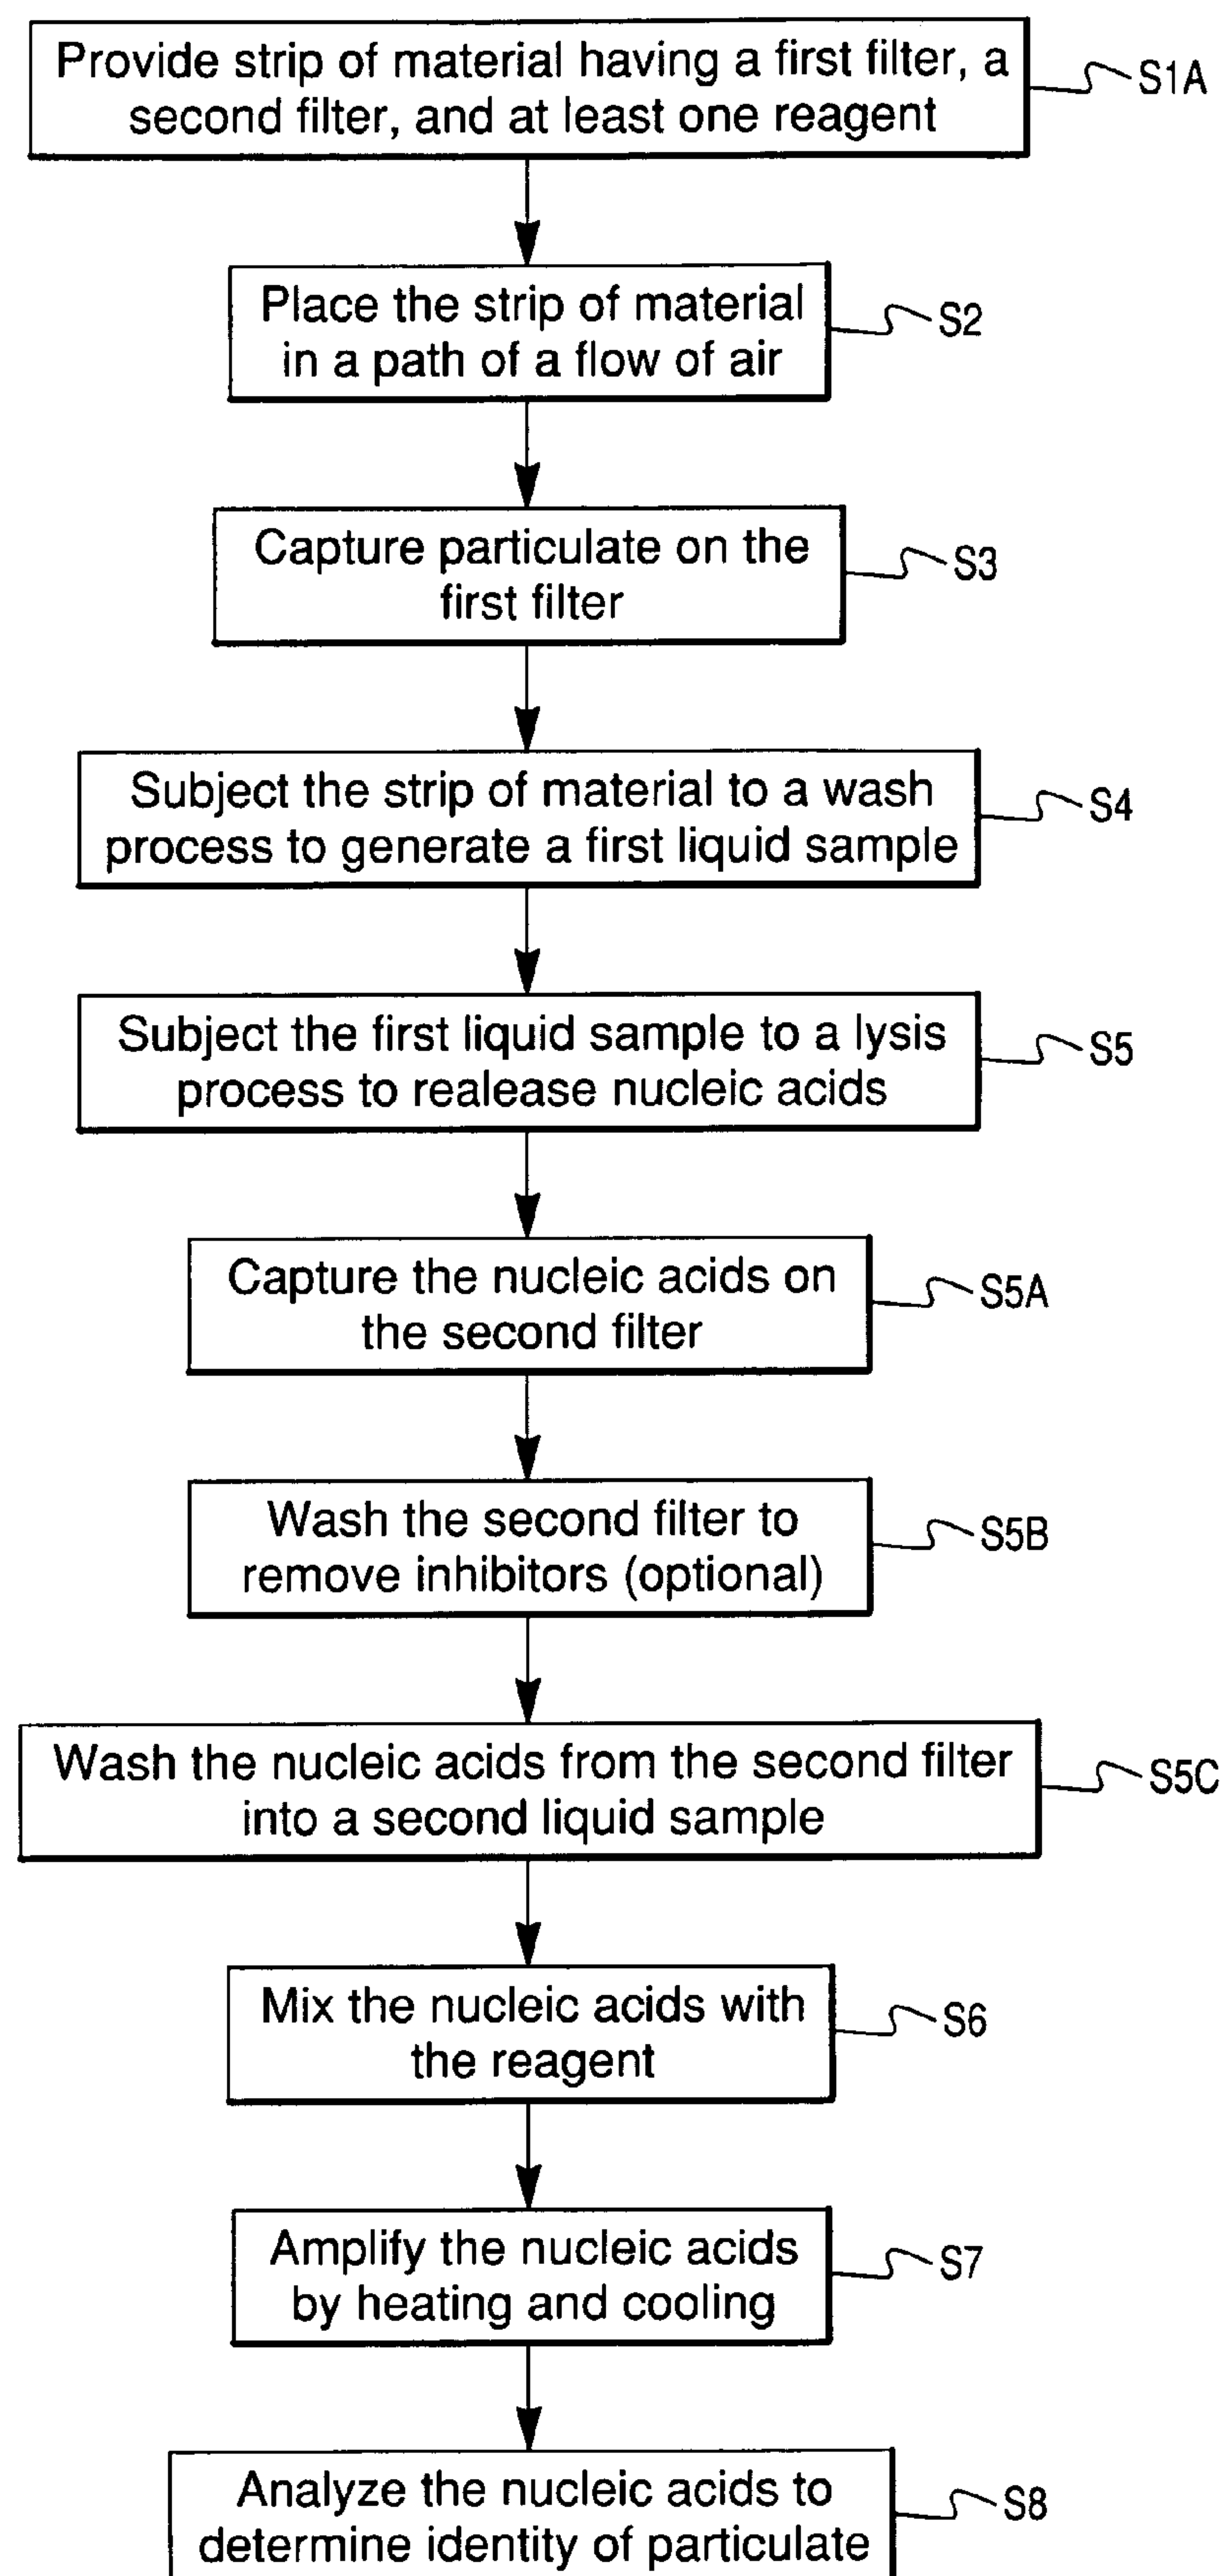 Provide strip of material having a first filter, a
second filter, and at least one reagent
S1A
Place the strip of material
in a path of a flow of air
S2
Capture particulate on the
first filter
S3
Subject the strip of material to a wash
process to generate a first liquid sample
S4
Subject the first liquid sample to a lysis
process to realease nucleic acids
S5
Capture the nucleic acids on
the second filter
S5A
Wash the second filter to
remove inhibitors (optional)
S5B
Wash the nucleic acids from the second filter
into a second liquid sample
S5C
Mix the nucleic acids with
the reagent
S6
Amplify the nucleic acids
by heating and cooling
S7
Analyze the nucleic acids to
determine identity of particulate
S8